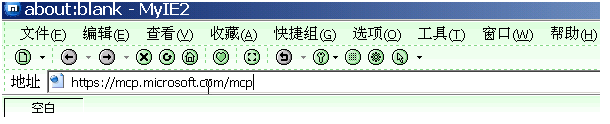 about:blank - MyIE2
文件(F) 编辑(E) 查看(V) 收藏(A) 快捷组(G) 选项(O) 工具(T) 窗口(W) 帮助(H)
地址 https://mcp.microsoft.com/mcp
空白